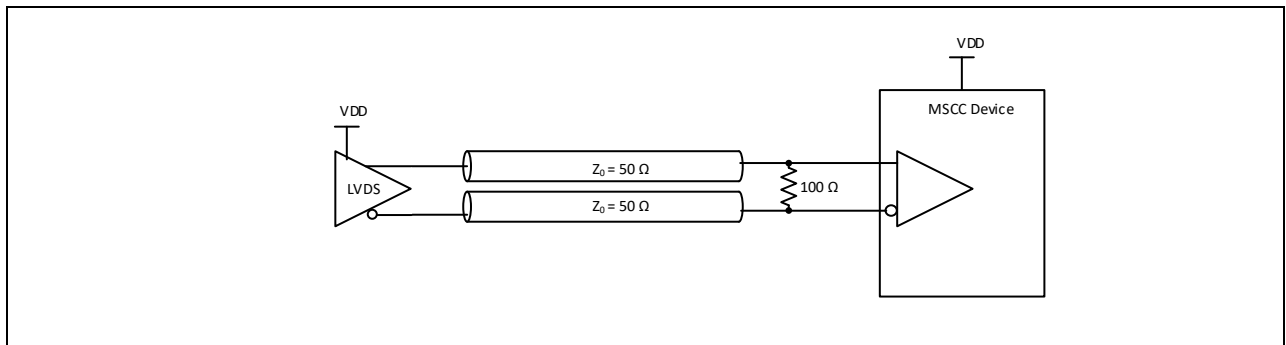 VDD
MSCC Device
VDD
LVDS
Z₀ = 50 Ω
Z₀ = 50 Ω
100 Ω